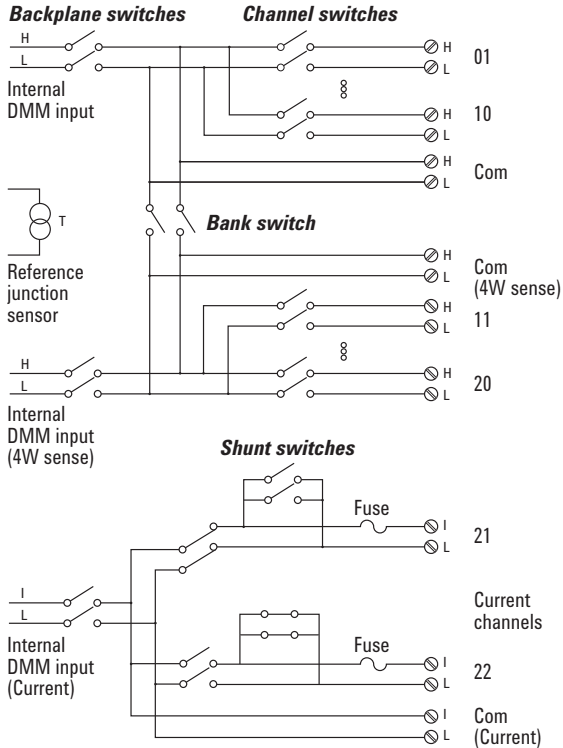 Backplane switches
Channel switches
H
L
Internal
DMM input
H
L
01
H
L
10
H
L
Com
T
Reference
junction
sensor
Bank switch
H
L
Com
(4W sense)
H
L
11
H
L
20
H
L
Internal
DMM input
(4W sense)
Shunt switches
Fuse
I
L
21
I
L
Internal
DMM input
(Current)
Current
channels
Fuse
I
L
22
I
L
Com
(Current)